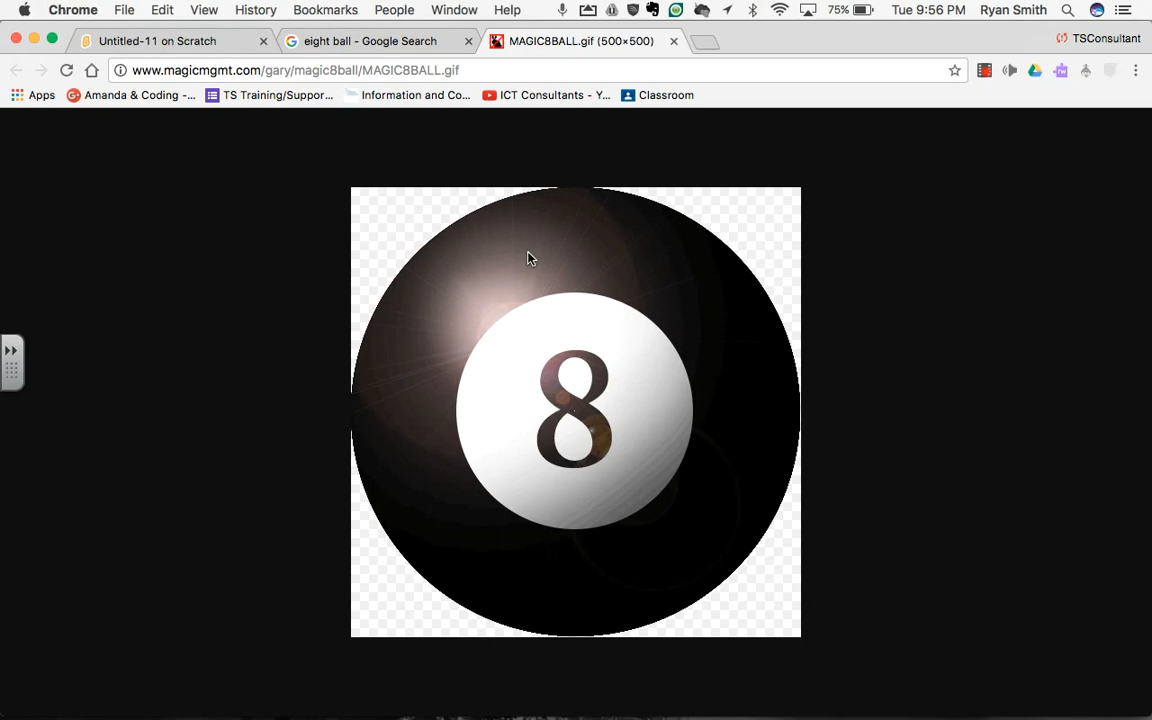 Chrome File Edit View History Bookmarks People Window Help 75% Tue 9:56 PM Ryan Smith
Untitled-11 on Scratch eight ball - Google Search MAGIC8BALL.gif (500×500) TSConsultant
www.magicmgmt.com/gary/magic8ball/MAGIC8BALL.gif
Apps Amanda & Coding -... TS Training/Suppor... Information and Co... ICT Consultants - Y... Classroom
8